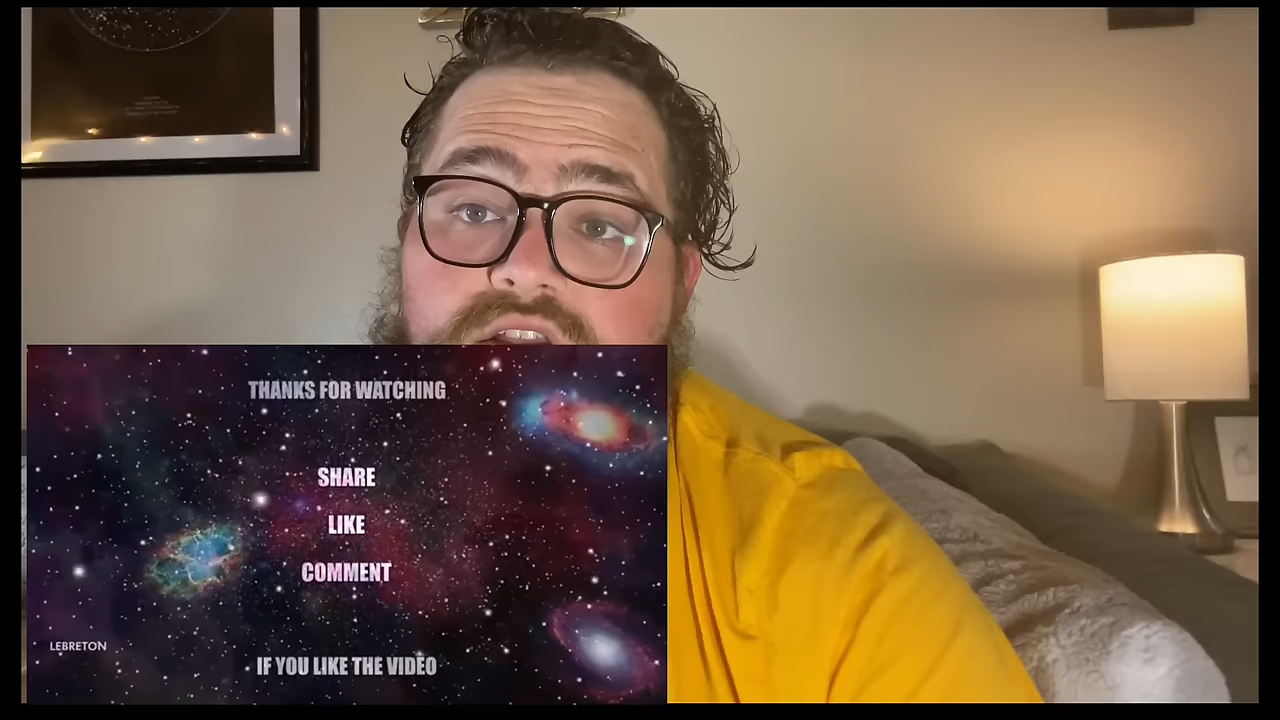 THANKS FOR WATCHING
SHARE
LIKE
COMMENT
LEBRETON
IF YOU LIKE THE VIDEO